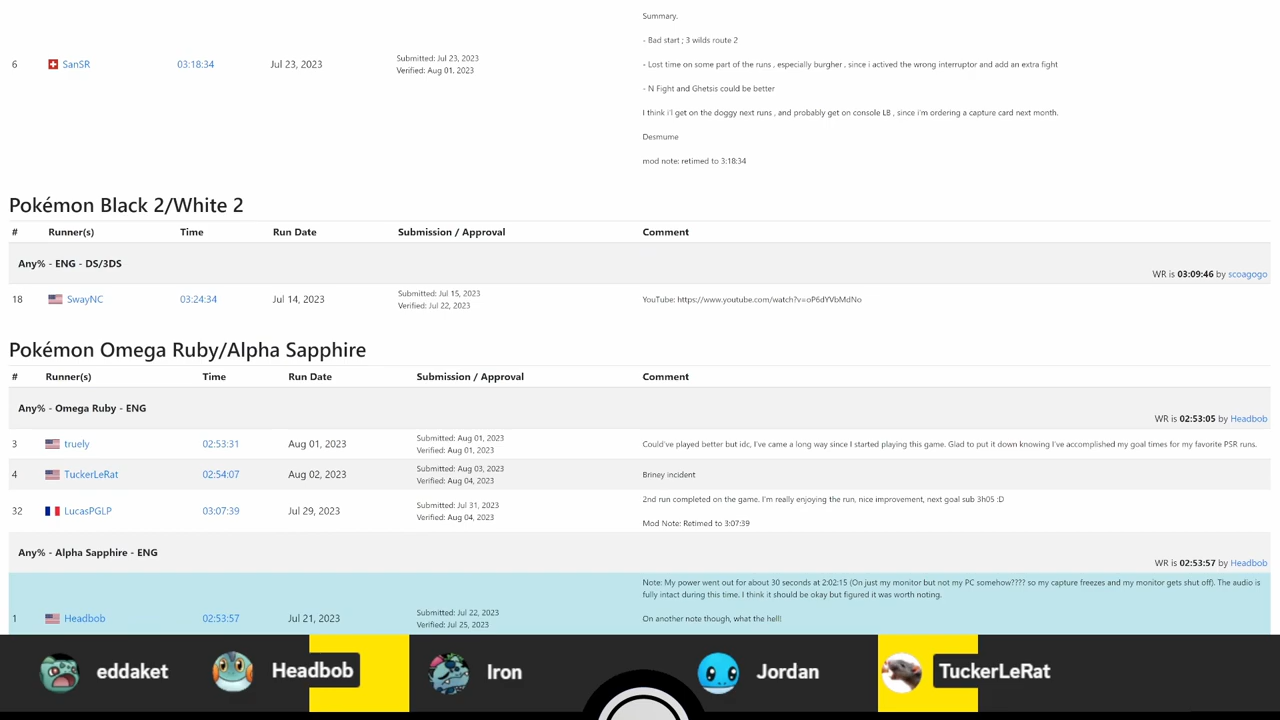 Summary.
- Bad start ; 3 wilds route 2
6 SanSR 03:18:34 Jul 23, 2023 Submitted: Jul 23, 2023
Verified: Aug 01, 2023
- Lost time on some part of the runs , especially burgher , since i actived the wrong interruptor and add an extra fight
- N Fight and Ghetsis could be better
I think i'l get on the doggy next runs , and probably get on console LB , since i'm ordering a capture card next month.
Desmume
mod note: retimed to 3:18:34
Pokémon Black 2/White 2
# Runner(s) Time Run Date Submission / Approval Comment
Any% - ENG - DS/3DS
WR is 03:09:46 by scoagogo
18 SwayNC 03:24:34 Jul 14, 2023 Submitted: Jul 15, 2023
Verified: Jul 22, 2023
YouTube: https://www.youtube.com/watch?v=oP6dYVbMdNo
Pokémon Omega Ruby/Alpha Sapphire
# Runner(s) Time Run Date Submission / Approval Comment
Any% - Omega Ruby - ENG
WR is 02:53:05 by Headbob
3 truely 02:53:31 Aug 01, 2023 Submitted: Aug 01, 2023
Verified: Aug 01, 2023
Could've played better but idc, I've came a long way since I started playing this game. Glad to put it down knowing I've accomplished my goal times for my favorite PSR runs.
4 TuckerLeRat 02:54:07 Aug 02, 2023 Submitted: Aug 03, 2023
Verified: Aug 04, 2023
Briney incident
32 LucasPGLP 03:07:39 Jul 29, 2023 Submitted: Jul 31, 2023
Verified: Aug 04, 2023
2nd run completed on the game. I'm really enjoying the run, nice improvement, next goal sub 3h05 :D
Mod Note: Retimed to 3:07:39
Any% - Alpha Sapphire - ENG
WR is 02:53:57 by Headbob
1 Headbob 02:53:57 Jul 21, 2023 Submitted: Jul 22, 2023
Verified: Jul 25, 2023
Note: My power went out for about 30 seconds at 2:02:15 (On just my monitor but not my PC somehow???? so my capture freezes and my monitor gets shut off). The audio is
fully intact during this time. I think it should be okay but figured it was worth noting.
On another note though, what the hell!
eddaket Headbob Iron Jordan TuckerLeRat